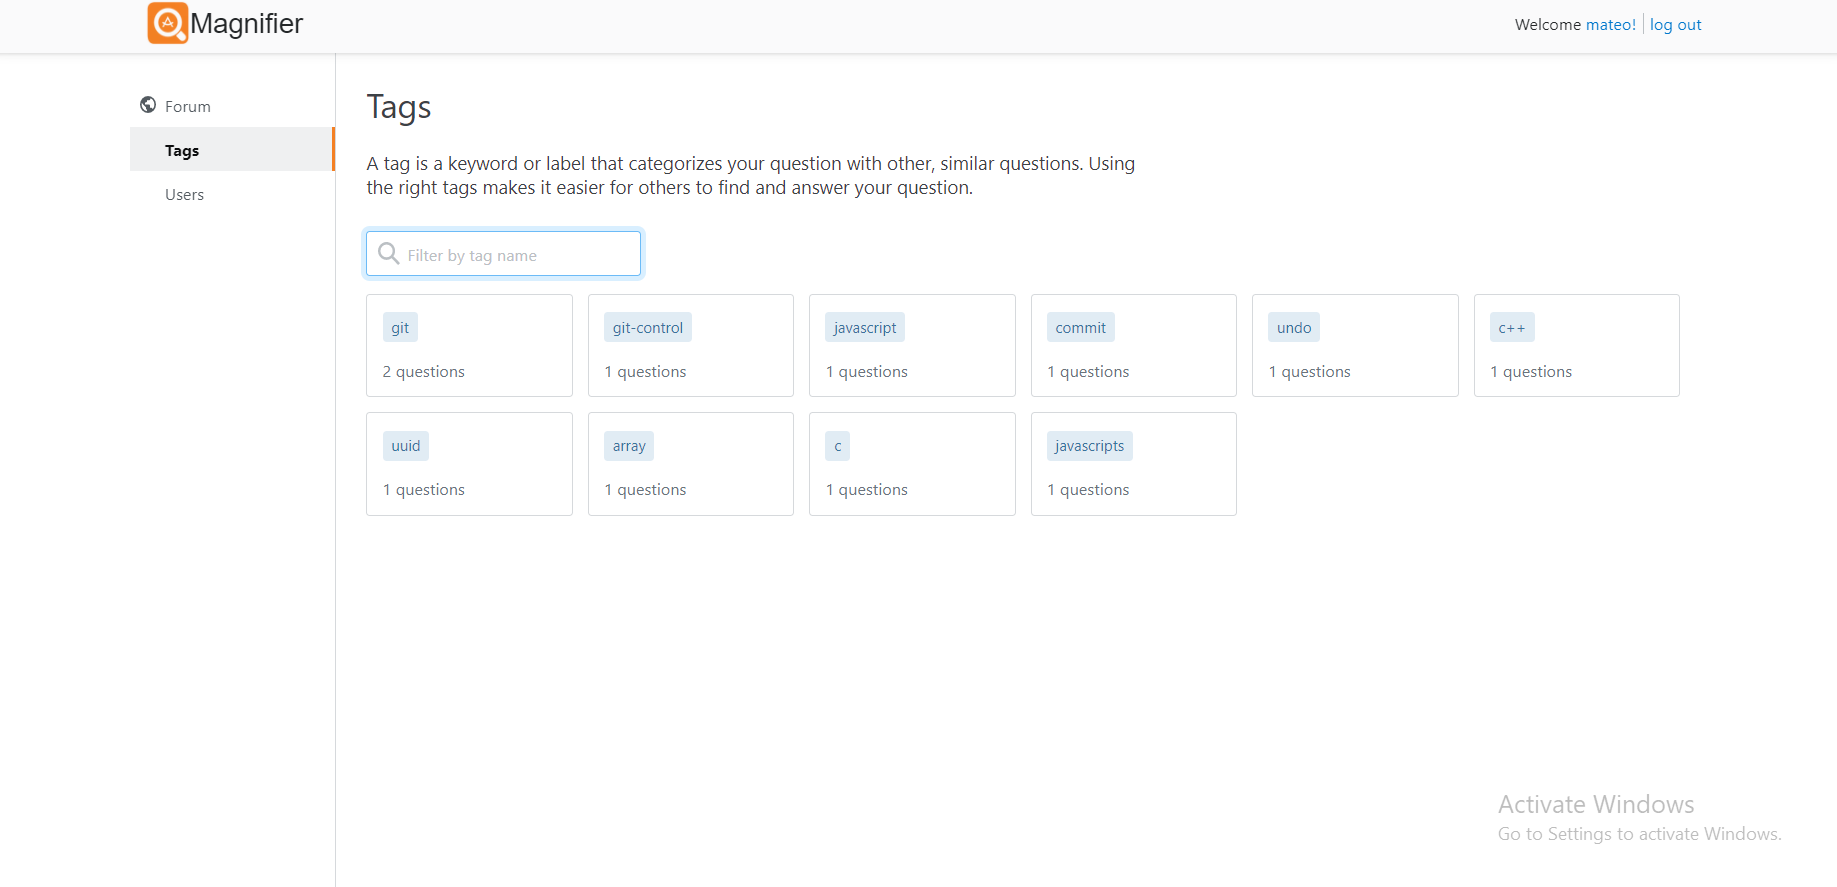 Magnifier
Welcome mateo! log out
Forum
Tags
Users
Tags
A tag is a keyword or label that categorizes your question with other, similar questions. Using
the right tags makes it easier for others to find and answer your question.
Filter by tag name
git
2 questions
git-control
1 questions
javascript
1 questions
commit
1 questions
undo
1 questions
c++
1 questions
uuid
1 questions
array
1 questions
c
1 questions
javascripts
1 questions
Activate Windows
Go to Settings to activate Windows.